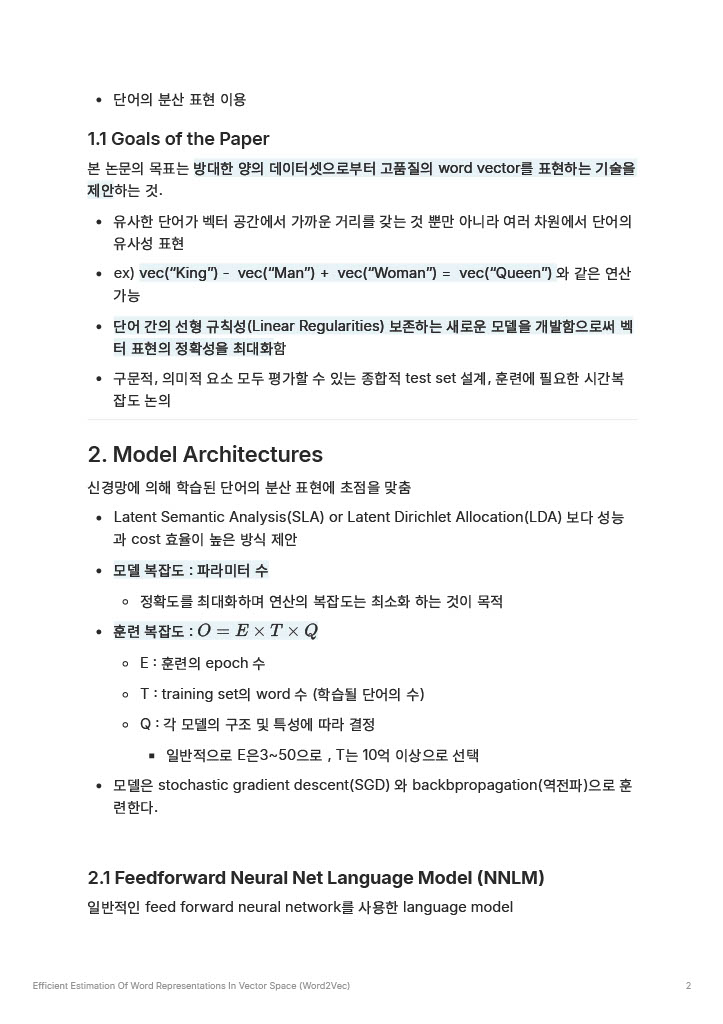 • 단어의 분산 표현 이용
1.1 Goals of the Paper
본 논문의 목표는 방대한 양의 데이터셋으로부터 고품질의 word vector를 표현하는 기술을
제안하는 것.
• 유사한 단어가 벡터 공간에서 가까운 거리를 갖는 것 뿐만 아니라 여러 차원에서 단어의
유사성 표현
• ex) vec(“King”) - vec(“Man”) + vec(“Woman”) = vec(“Queen”) 와 같은 연산
가능
• 단어 간의 선형 규칙성(Linear Regularities) 보존하는 새로운 모델을 개발함으로써 벡
터 표현의 정확성을 최대화함
• 구문적, 의미적 요소 모두 평가할 수 있는 종합적 test set 설계, 훈련에 필요한 시간복
잡도 논의
2. Model Architectures
신경망에 의해 학습된 단어의 분산 표현에 초점을 맞춤
• Latent Semantic Analysis(SLA) or Latent Dirichlet Allocation(LDA) 보다 성능
과 cost 효율이 높은 방식 제안
• 모델 복잡도 : 파라미터 수
◦ 정확도를 최대화하며 연산의 복잡도는 최소화 하는 것이 목적
• 훈련 복잡도 : O = E × T × Q
◦ E : 훈련의 epoch 수
◦ T : training set의 word 수 (학습될 단어의 수)
◦ Q : 각 모델의 구조 및 특성에 따라 결정
▪ 일반적으로 E은3~50으로 , T는 10억 이상으로 선택
• 모델은 stochastic gradient descent(SGD) 와 backbpropagation(역전파)으로 훈
련한다.
2.1 Feedforward Neural Net Language Model (NNLM)
일반적인 feed forward neural network를 사용한 language model
Efficient Estimation Of Word Representations In Vector Space (Word2Vec) 2